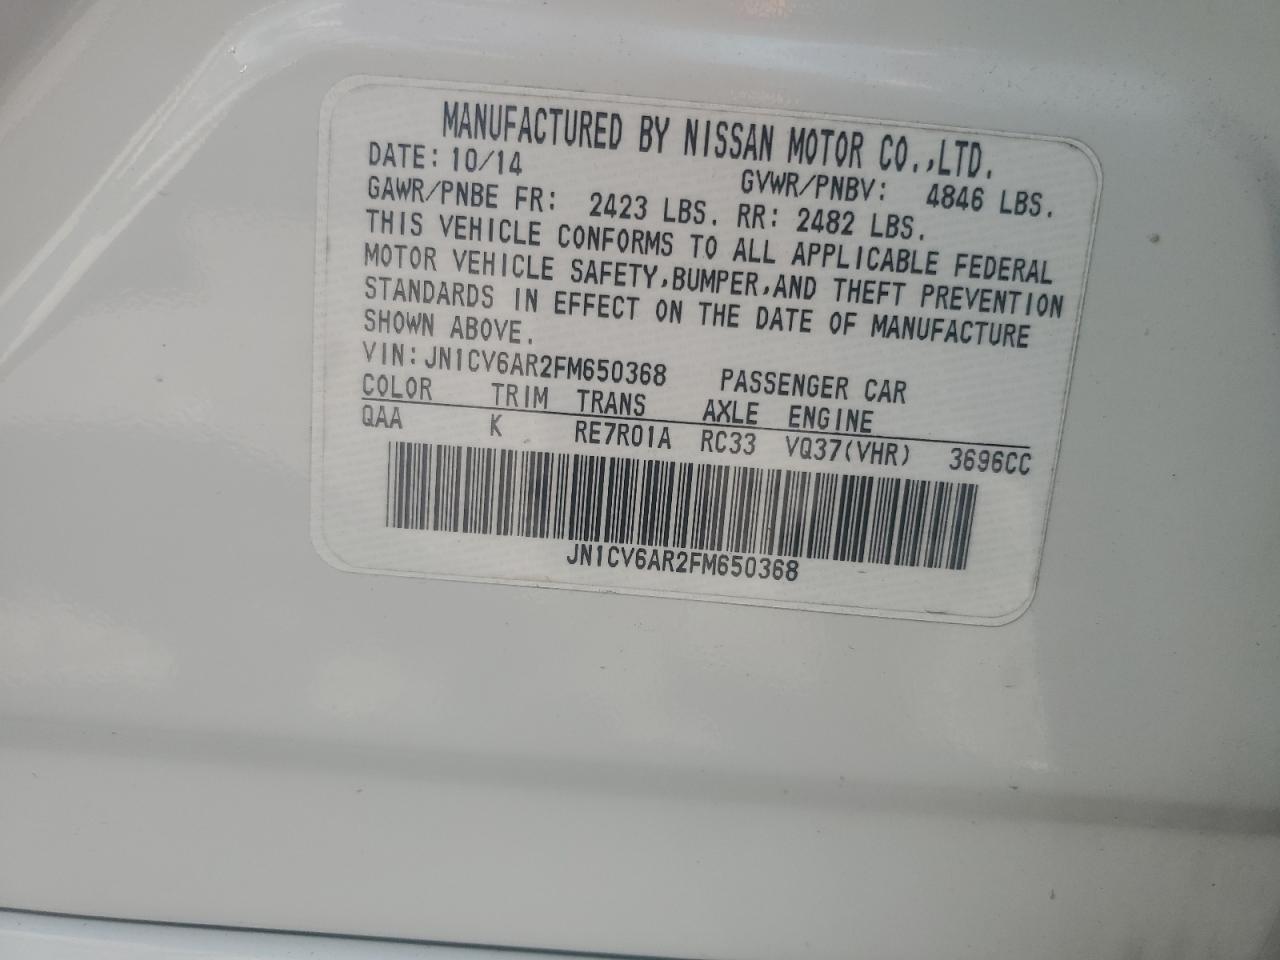 MANUFACTURED BY NISSAN MOTOR CO.,LTD.
DATE: 10/14 GVWR/PNBV: 4846 LBS.
GAWR/PNBE FR: 2423 LBS. RR: 2482 LBS.
THIS VEHICLE CONFORMS TO ALL APPLICABLE FEDERAL
MOTOR VEHICLE SAFETY,BUMPER,AND THEFT PREVENTION
STANDARDS IN EFFECT ON THE DATE OF MANUFACTURE
SHOWN ABOVE.
VIN: JN1CV6AR2FM650368 PASSENGER CAR
COLOR TRIM TRANS AXLE ENGINE
QAA K RE7R01A RC33 VQ37(VHR) 3696CC
JN1CV6AR2FM650368